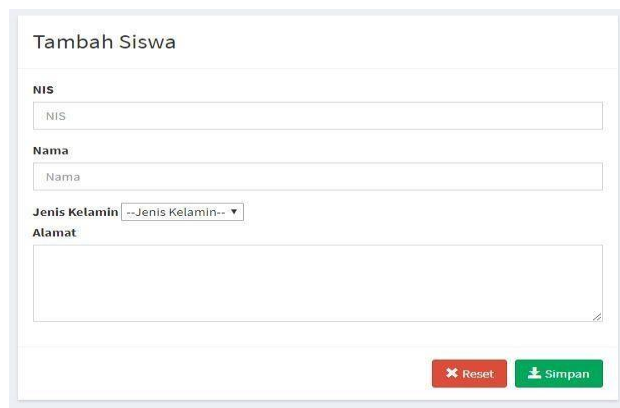 Tambah Siswa
NIS
NIS
Nama
Nama
Jenis Kelamin --Jenis Kelamin--
Alamat
Reset Simpan